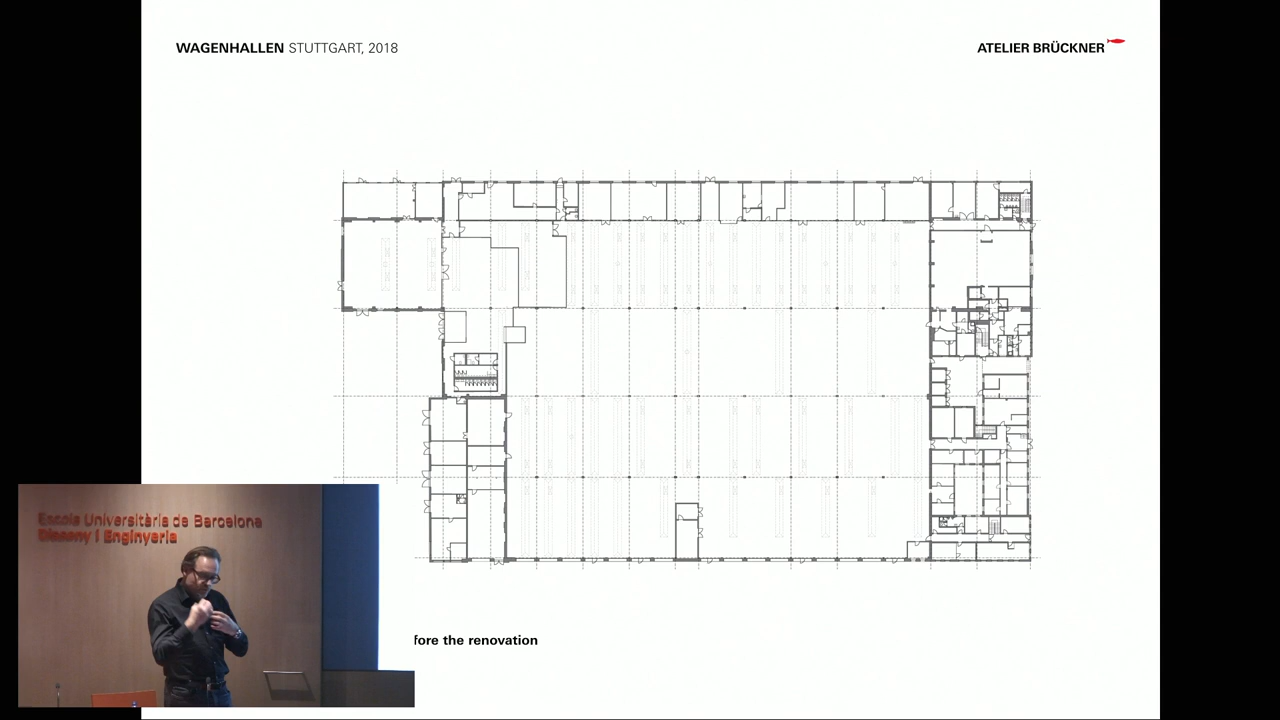 WAGENHALLEN STUTTGART, 2018
ATELIER BRÜCKNER
Escola Universitària de Barcelona
Disseny i Enginyeria
fore the renovation